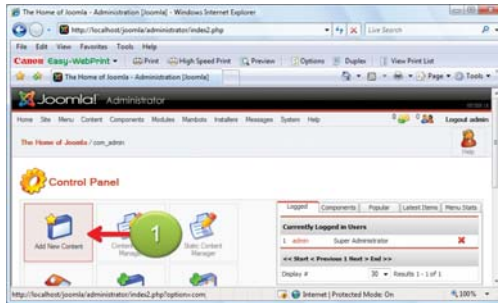 The Home of Joomla - Administration [Joomla] - Windows Internet Explorer
http://localhost/joomla/administrator/index2.php
Live Search
File Edit View Favorites Tools Help
Canon Easy-WebPrint Print High Speed Print Preview Options Duplex View Print List
The Home of Joomla - Administration [Joomla]
Page Tools
Joomla! Administrator
Home Site Menu Content Components Modules Mambots Installers Messages System Help
0 Logout admin
The Home of Joomla / com_admin
Help
Control Panel
Logged Components Popular Latest Items Menu Stats
Currently Logged in Users
1 admin Super Administrator
<< Start < Previous 1 Next > End >>
Display # 30 Results 1 - 1 of 1
Add New Content
1
Content
Manager
Static Content
Manager
http://localhost/joomla/administrator/index2.php?option=com_
Internet | Protected Mode: On
100%